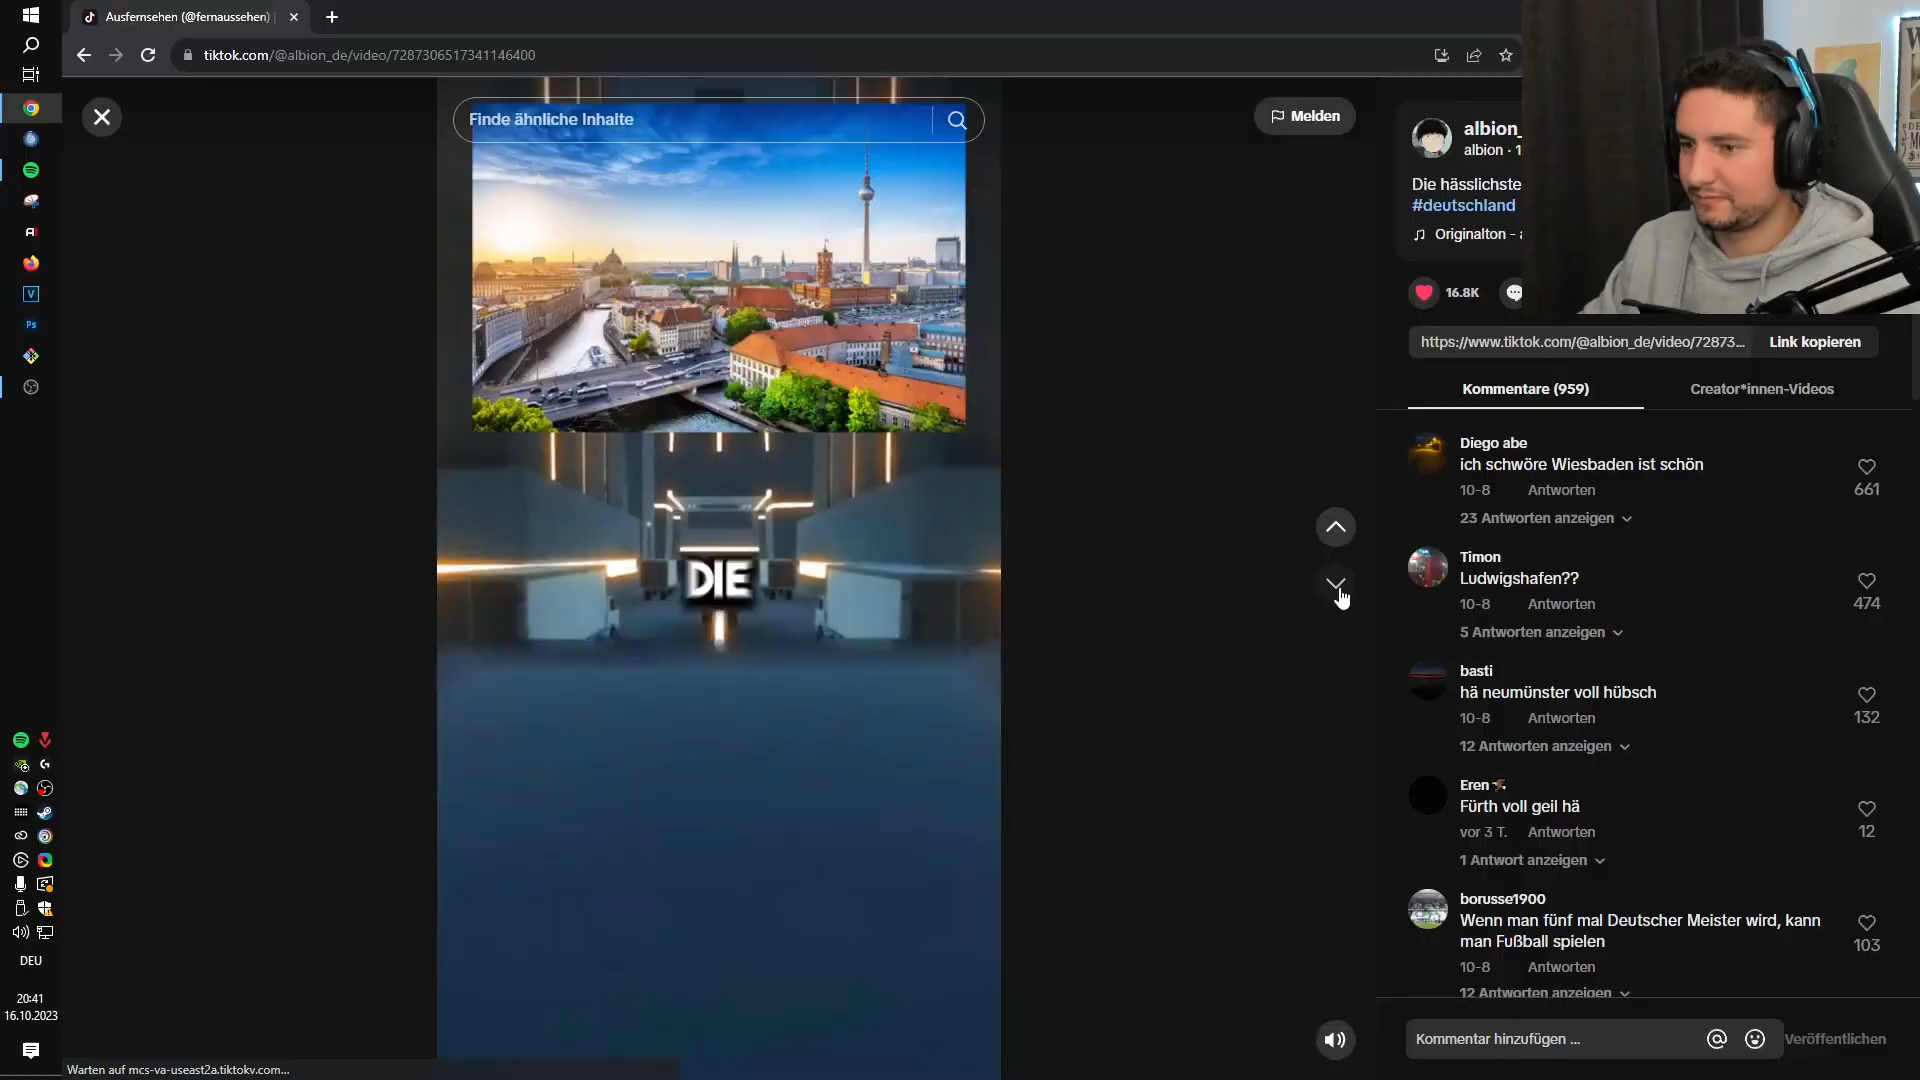 Ausfernsehen (@fernaussehen) |
tiktok.com/@albion_de/video/7287306517341146400
Finde ähnliche Inhalte
Melden
albion_
albion · 1
Die hässlichste
#deutschland
Originalton -
16.8K
https://www.tiktok.com/@albion_de/video/72873...
Link kopieren
Kommentare (959)
Creator*innen-Videos
Diego abe
ich schwöre Wiesbaden ist schön
10-8 Antworten
661
23 Antworten anzeigen
Timon
Ludwigshafen??
10-8 Antworten
474
5 Antworten anzeigen
basti
hä neumünster voll hübsch
10-8 Antworten
132
12 Antworten anzeigen
Eren
Fürth voll geil hä
vor 3 T. Antworten
12
1 Antwort anzeigen
borusse1900
Wenn man fünf mal Deutscher Meister wird, kann
man Fußball spielen
10-8 Antworten
103
12 Antworten anzeigen
Kommentar hinzufügen ...
Veröffentlichen
DIE
AI
V
Ps
DEU
20:41
16.10.2023
Warten auf mcs-va-useast2a.tiktokv.com...